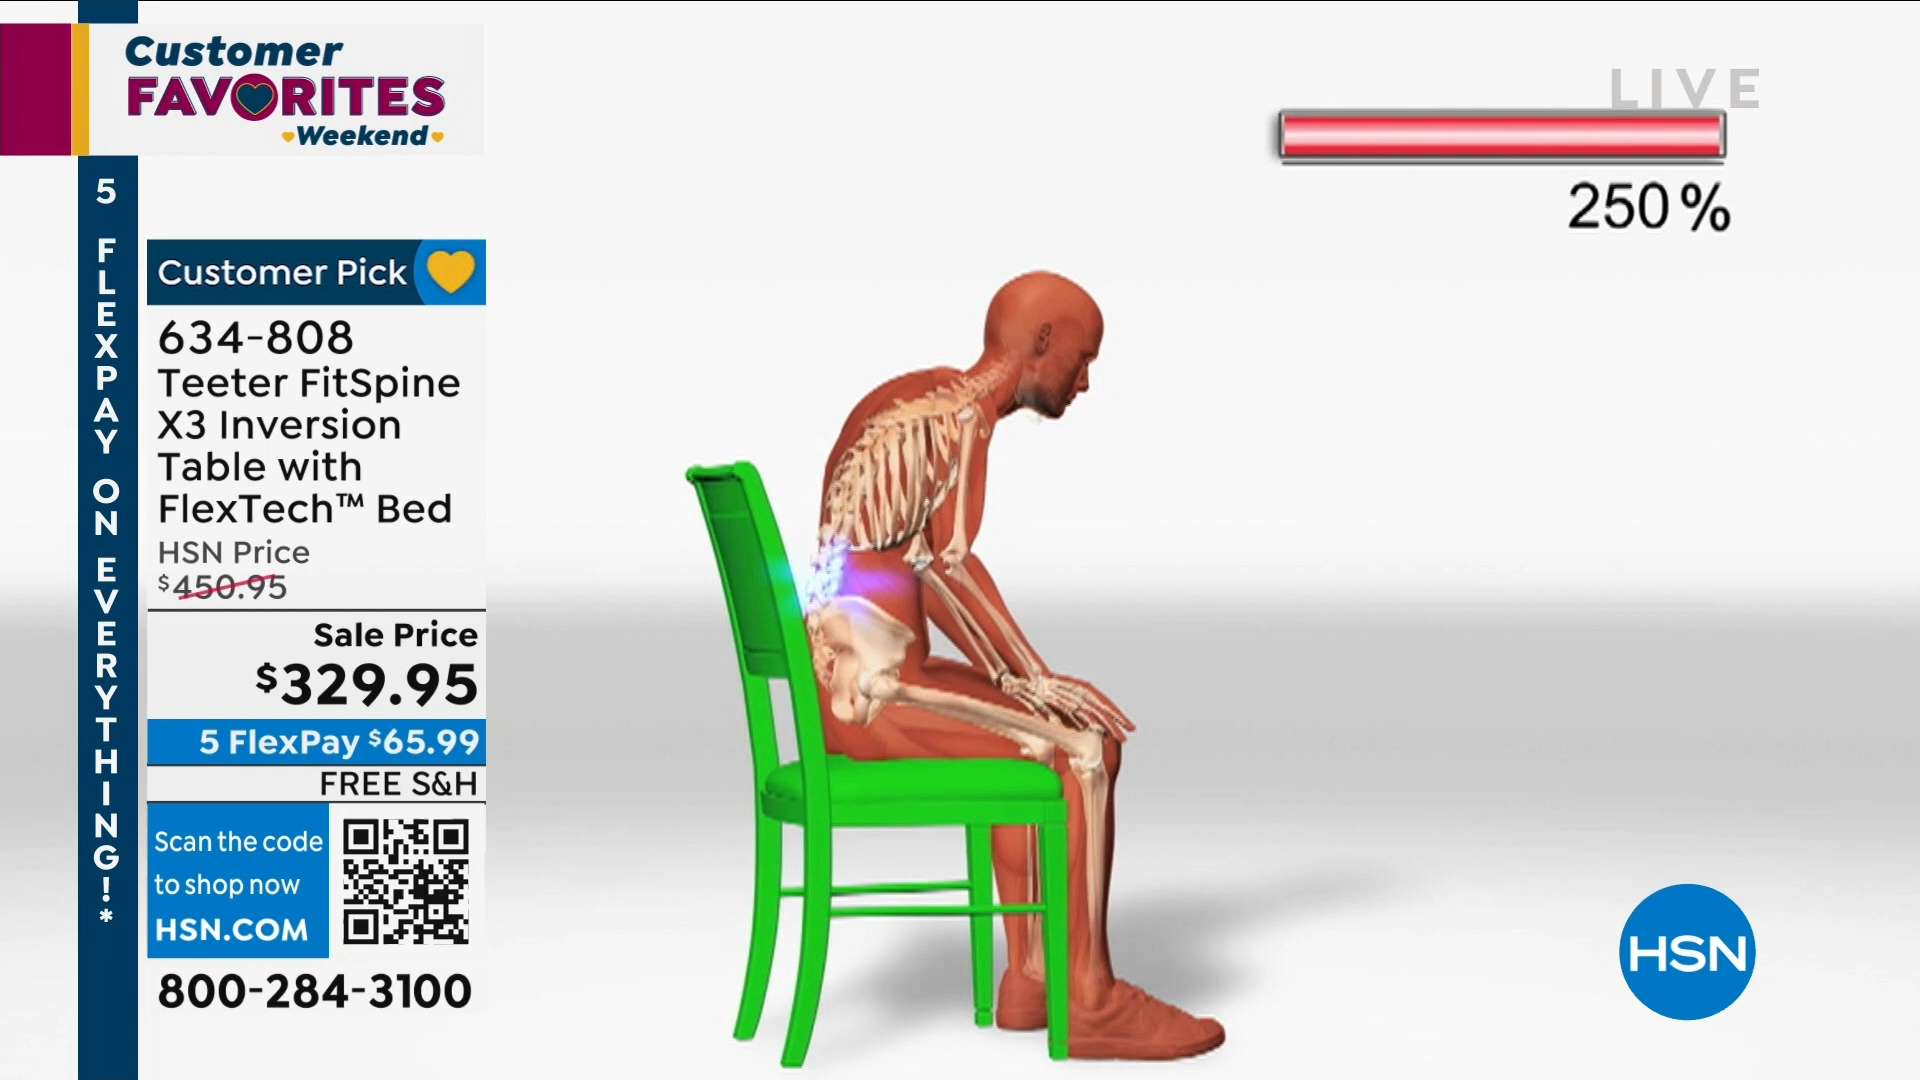 Customer
FAVORITES
Weekend
LIVE
250%
5 FLEXPAY ON EVERYTHING!*
Customer Pick
634-808
Teeter FitSpine
X3 Inversion
Table with
FlexTech™ Bed
HSN Price
$450.95
Sale Price
$329.95
5 FlexPay $65.99
FREE S&H
Scan the code
to shop now
HSN.COM
800-284-3100
HSN